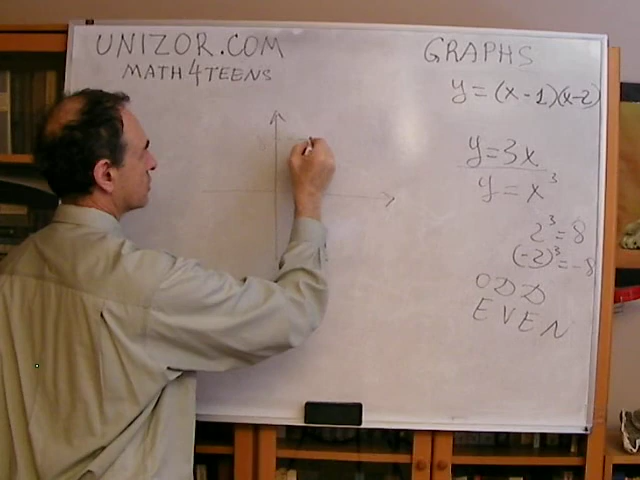 UNIZOR.COM
MATH4TEENS
GRAPHS
y=(x-1)(x-2)
y=3x
y=x³
2³=8
(-2)³=-8
ODD
EVEN